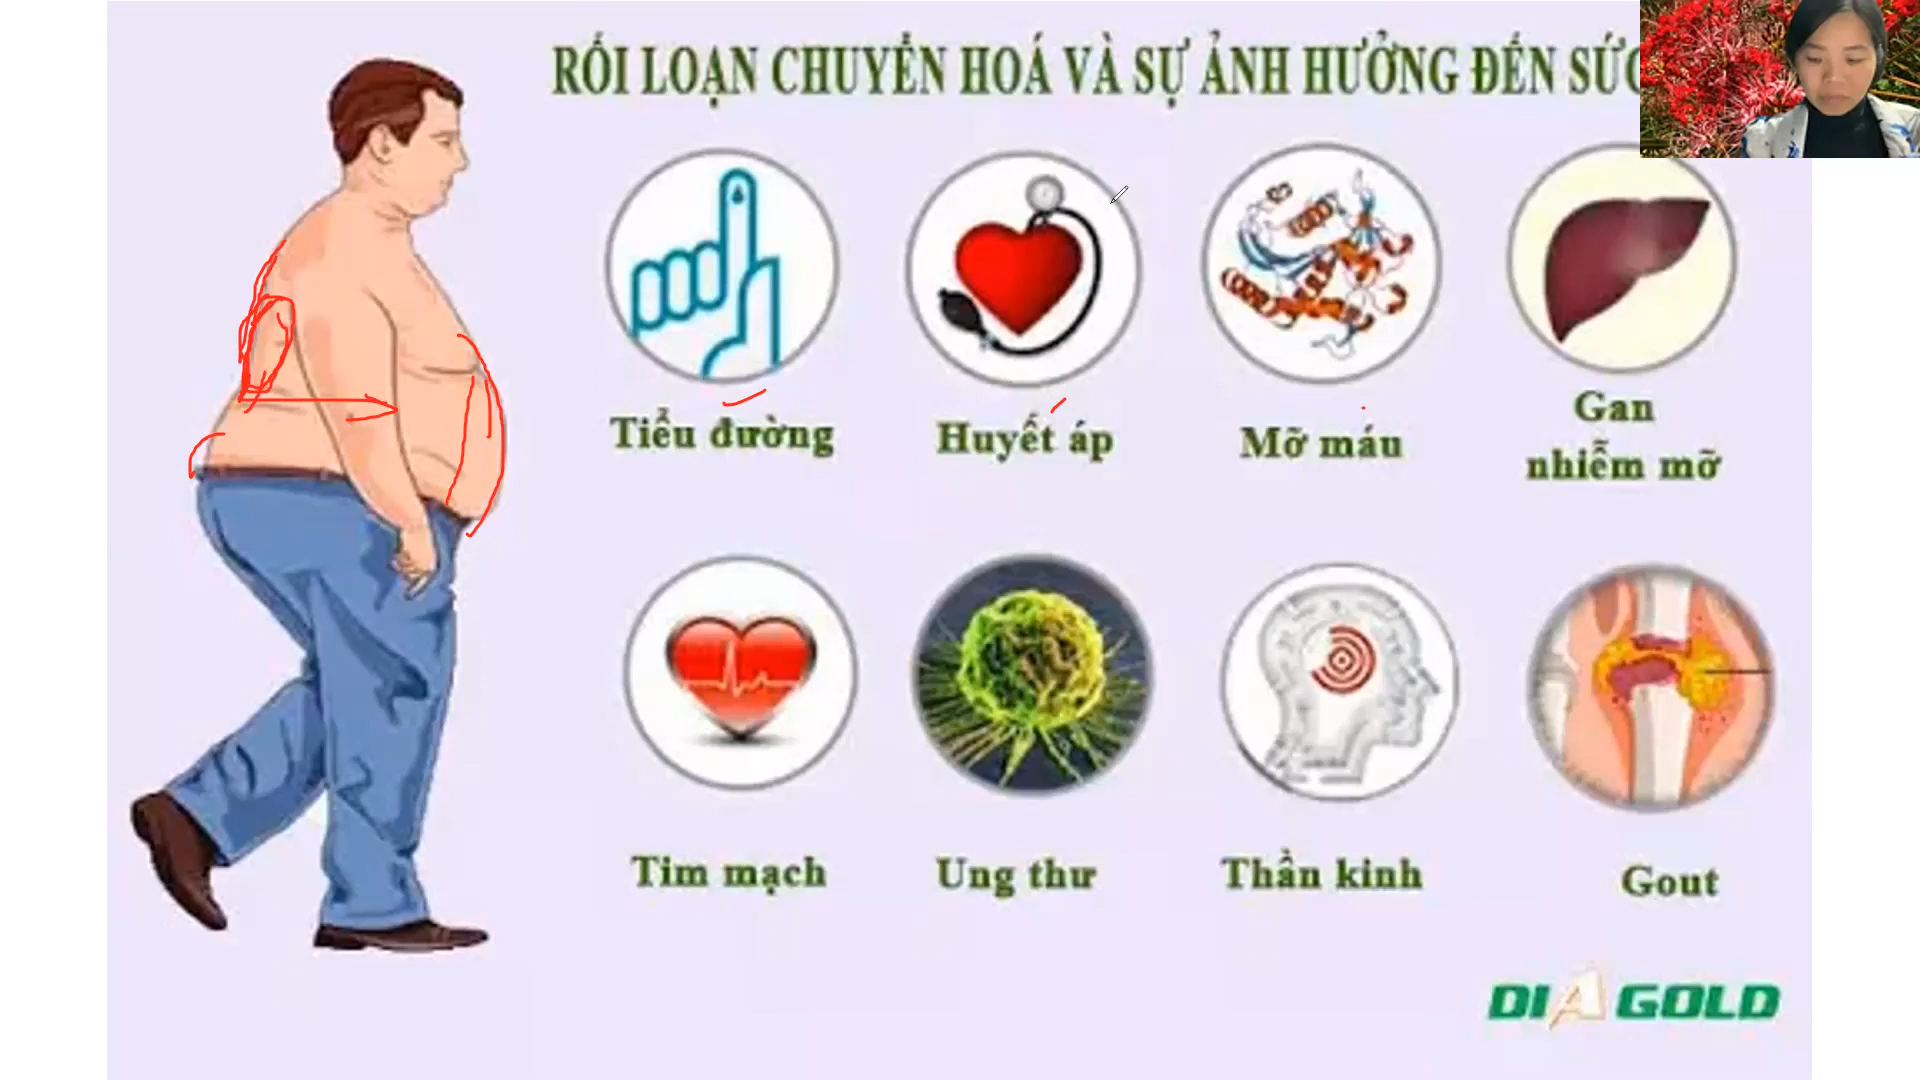 RỐI LOẠN CHUYỂN HOÁ VÀ SỰ ẢNH HƯỞNG ĐẾN SỨC
Tiểu đường
Huyết áp
Mỡ máu
Gan
nhiễm mỡ
Tim mạch
Ung thư
Thần kinh
Gout
DIAGOLD